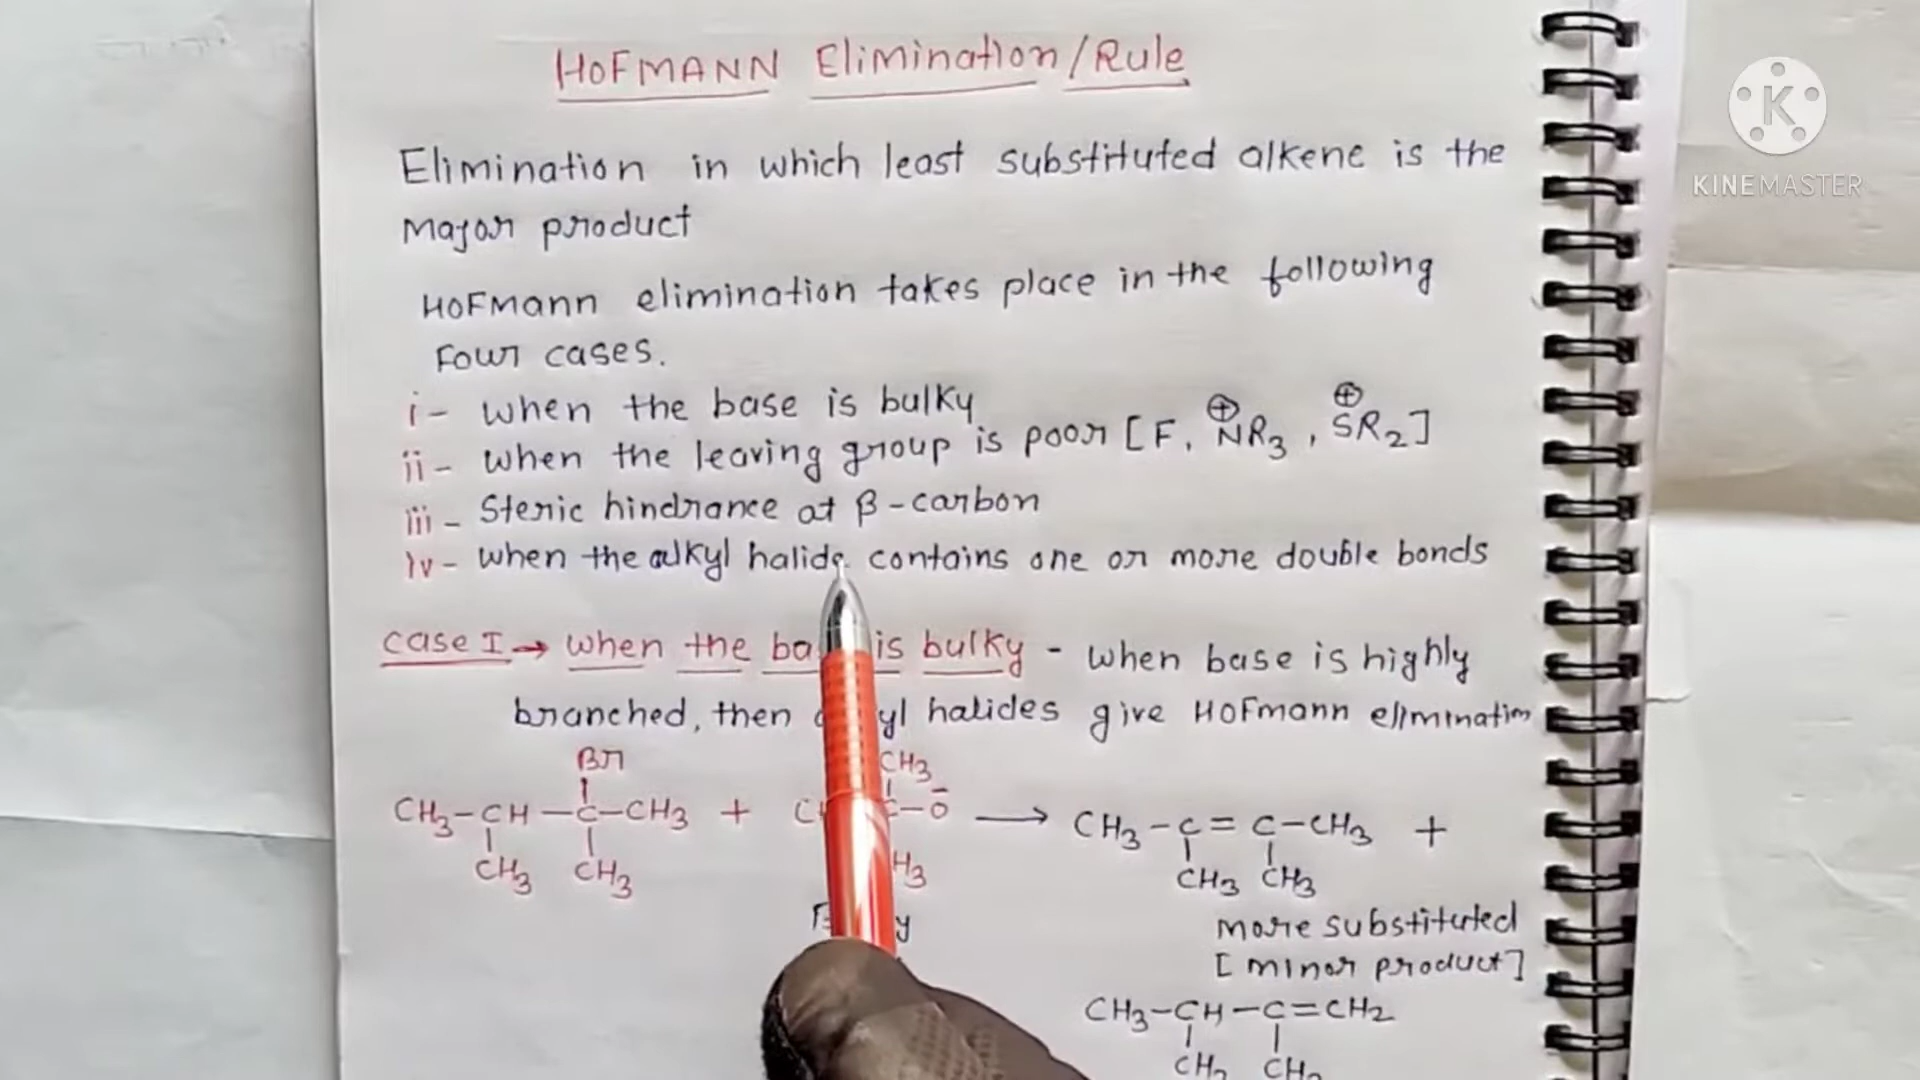 HOFMANN Elimination/Rule
KINEMASTER
Elimination in which least substituted alkene is the
Major product
HOFMann elimination takes place in the following
Four cases.
i- when the base is bulky
ii- when the leaving group is poor [F, ⊕NR3, ⊕SR2]
iii- Steric hindrance at β-carbon
iv- when the alkyl halide contains one or more double bonds
case I → when the is bulky - when base is highly
branched, then halides give HOFmann elimination
Br CH3
CH3-CH-C-CH3 + C-Ō → CH3-C=C-CH3 +
CH3 CH3 CH3 CH3
more substituted
[minor product]
CH3-CH-C=CH2